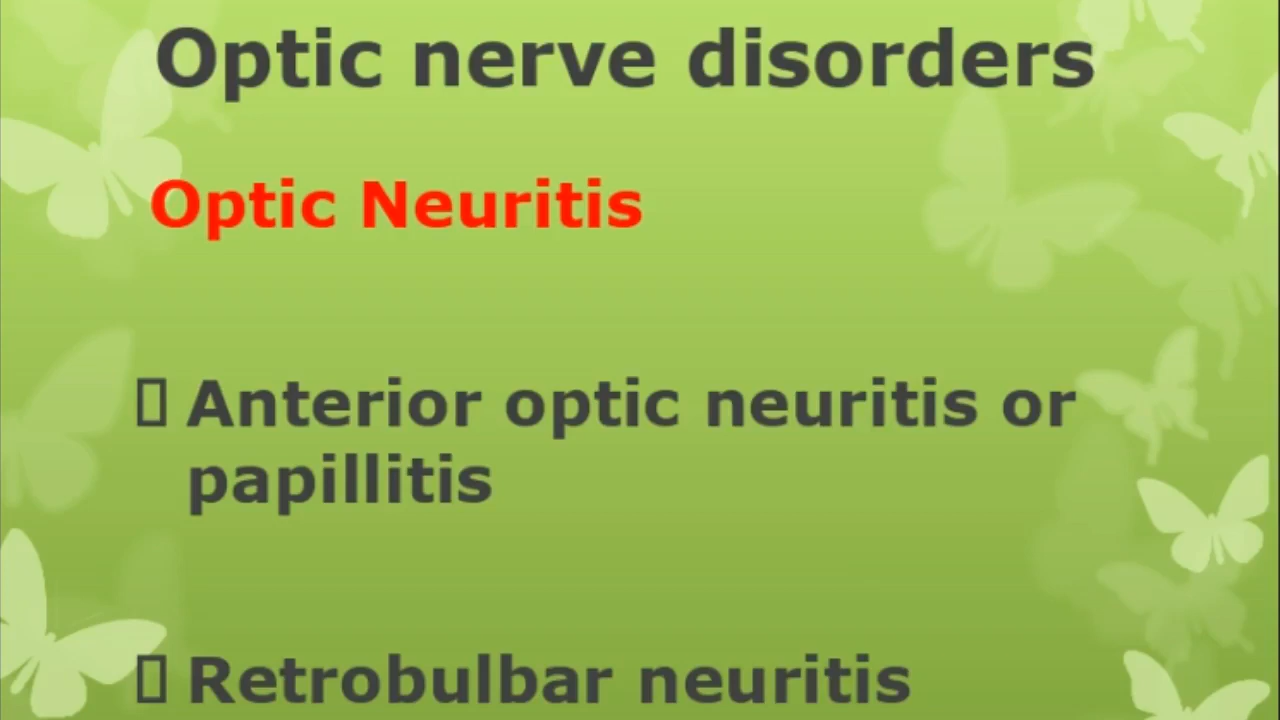 Optic nerve disorders
Optic Neuritis
Anterior optic neuritis or
papillitis
Retrobulbar neuritis